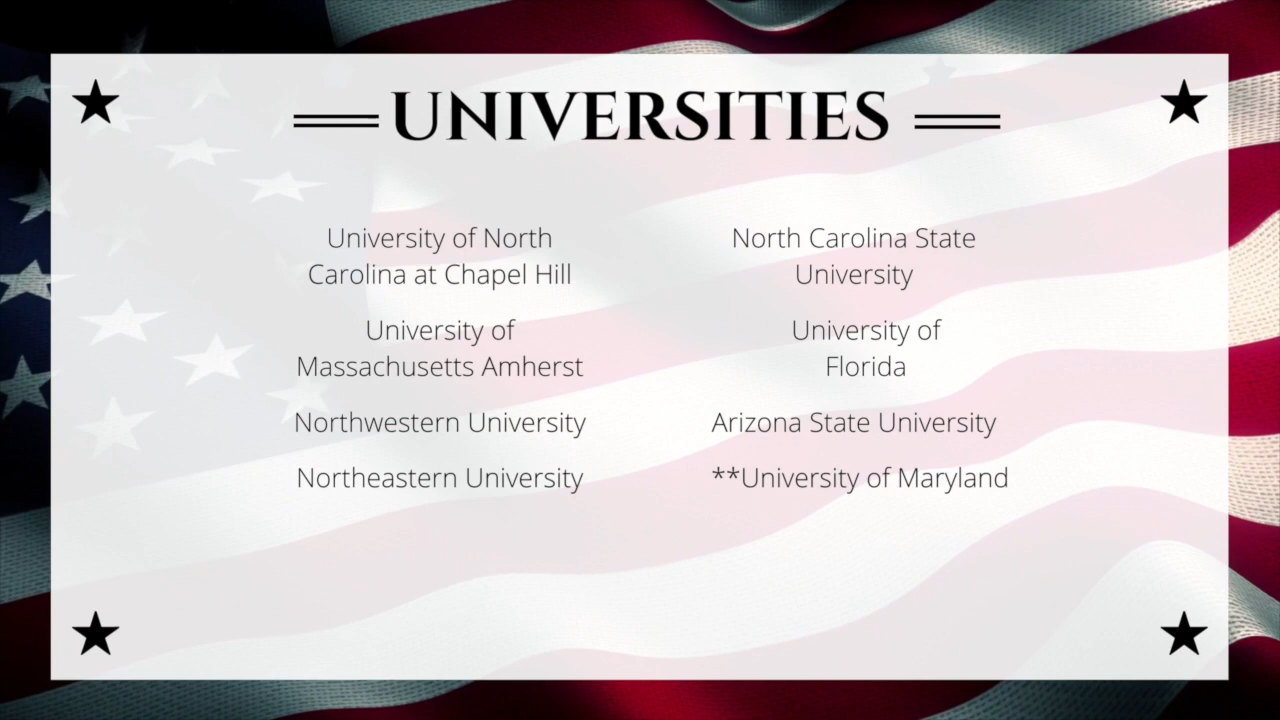 UNIVERSITIES
University of North
Carolina at Chapel Hill
University of
Massachusetts Amherst
Northwestern University
Northeastern University
North Carolina State
University
University of
Florida
Arizona State University
**University of Maryland